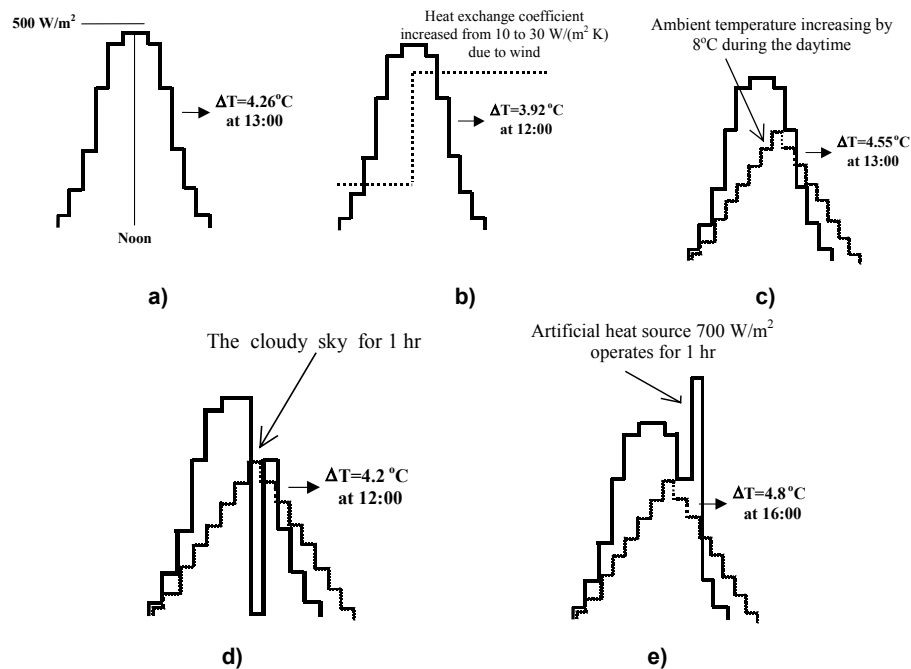 500 W/m²
Noon
ΔT=4.26°C
at 13:00
a)
Heat exchange coefficient
increased from 10 to 30 W/(m² K)
due to wind
ΔT=3.92°C
at 12:00
b)
Ambient temperature increasing by
8°C during the daytime
ΔT=4.55°C
at 13:00
c)
The cloudy sky for 1 hr
ΔT=4.2 °C
at 12:00
d)
Artificial heat source 700 W/m²
operates for 1 hr
ΔT=4.8°C
at 16:00
e)